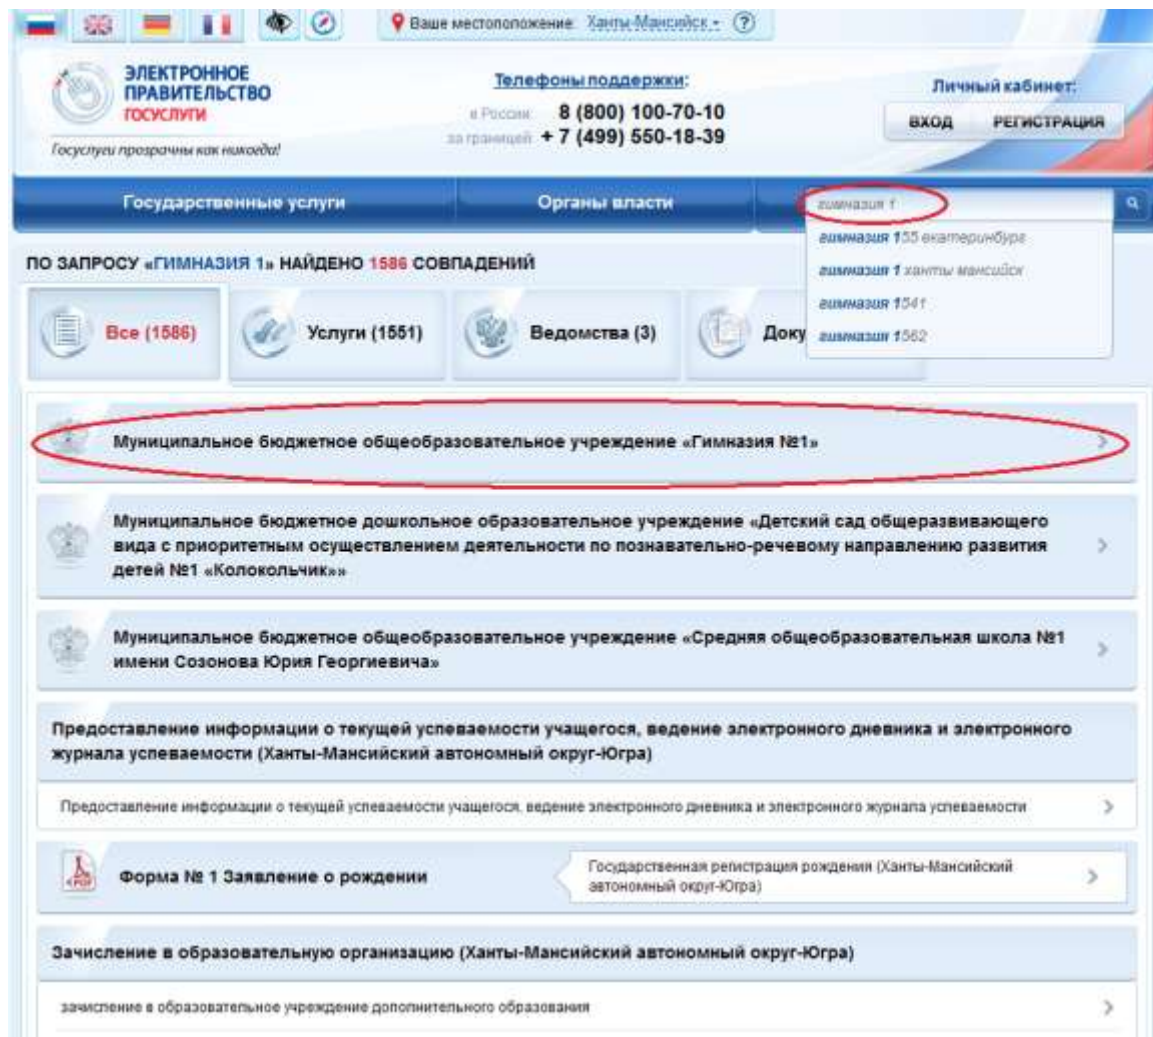 Ваше местоположение: Ханты-Мансийск ?
ЭЛЕКТРОННОЕ
ПРАВИТЕЛЬСТВО
ГОСУСЛУГИ
Госуслуги прозрачны как никогда!
Телефоны поддержки:
в России: 8 (800) 100-70-10
за границей: + 7 (499) 550-18-39
Личный кабинет:
ВХОД РЕГИСТРАЦИЯ
Государственные услуги Органы власти гимназия 1
гимназия 155 екатеринбург
гимназия 1 ханты мансийск
гимназия 1541
гимназия 1562
ПО ЗАПРОСУ «ГИМНАЗИЯ 1» НАЙДЕНО 1586 СОВПАДЕНИЙ
Все (1586) Услуги (1551) Ведомства (3) Доку
Муниципальное бюджетное общеобразовательное учреждение «Гимназия №1»
Муниципальное бюджетное дошкольное образовательное учреждение «Детский сад общеразвивающего
вида с приоритетным осуществлением деятельности по познавательно-речевому направлению развития
детей №1 «Колокольчик»»
Муниципальное бюджетное общеобразовательное учреждение «Средняя общеобразовательная школа №1
имени Созонова Юрия Георгиевича»
Предоставление информации о текущей успеваемости учащегося, ведение электронного дневника и электронного
журнала успеваемости (Ханты-Мансийский автономный округ-Югра)
Предоставление информации о текущей успеваемости учащегося, ведение электронного дневника и электронного журнала успеваемости
PDF
Форма № 1 Заявление о рождении
Государственная регистрация рождения (Ханты-Мансийский
автономный округ-Югра)
Зачисление в образовательную организацию (Ханты-Мансийский автономный округ-Югра)
зачисление в образовательное учреждение дополнительного образования